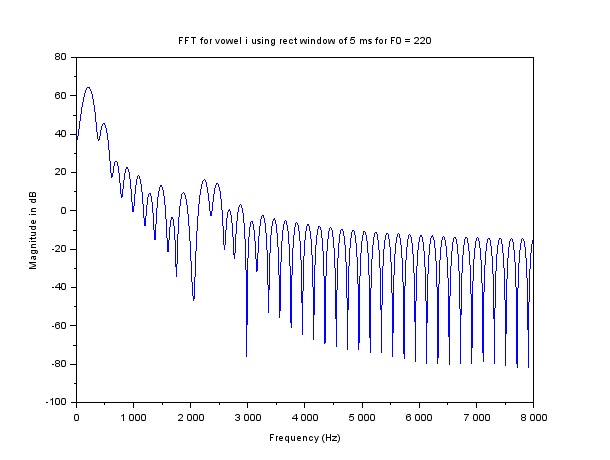 FFT for vowel i using rect window of 5 ms for F0 = 220
80
60
40
20
0
-20
-40
-60
-80
-100
Magnitude in dB
0 1 000 2 000 3 000 4 000 5 000 6 000 7 000 8 000
Frequency (Hz)